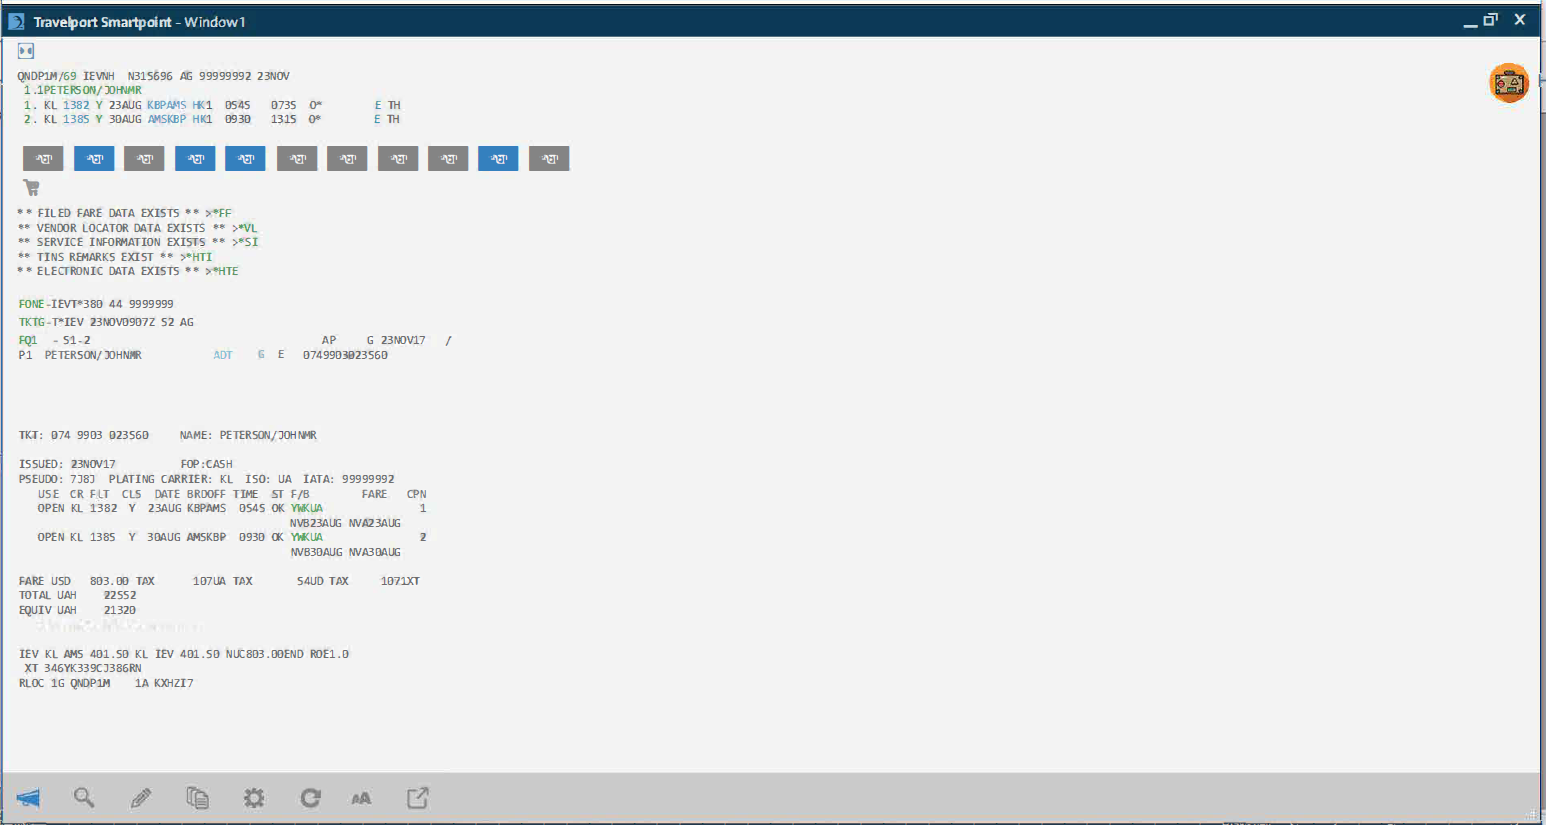 Travelport Smartpoint - Window1
QNDP1M/69 IEVNH N315696 AG 99999992 23NOV
1.1PETERSON/JOHNMR
1. KL 1382 Y 23AUG KBPAMS HK1 0545 0735 O* E TH
2. KL 1385 Y 30AUG AMSKBP HK1 0930 1315 O* E TH
** FILED FARE DATA EXISTS ** >*FF
** VENDOR LOCATOR DATA EXISTS ** >*VL
** SERVICE INFORMATION EXISTS ** >*SI
** TINS REMARKS EXIST ** >*HTI
** ELECTRONIC DATA EXISTS ** >*HTE
FONE-IEVT*380 44 9999999
TKTG-T*IEV 23NOV0907Z S2 AG
FQ1 - S1-2 AP G 23NOV17 /
P1 PETERSON/JOHNMR ADT G E 0749903023560
TKT: 074 9903 023560 NAME: PETERSON/JOHNMR
ISSUED: 23NOV17 FOP:CASH
PSEUDO: 7J8J PLATING CARRIER: KL ISO: UA IATA: 99999992
USE CR FLT CLS DATE BRDOFF TIME ST F/B FARE CPN
OPEN KL 1382 Y 23AUG KBPAMS 0545 OK YWKUA 1
NVB23AUG NVA23AUG
OPEN KL 1385 Y 30AUG AMSKBP 0930 OK YWKUA 2
NVB30AUG NVA30AUG
FARE USD 803.00 TAX 107UA TAX 54UD TAX 1071XT
TOTAL UAH 22552
EQUIV UAH 21320
IEV KL AMS 401.50 KL IEV 401.50 NUC803.00END ROE1.0
XT 346YK339CJ386RN
RLOC 1G QNDP1M 1A KXHZI7
AA